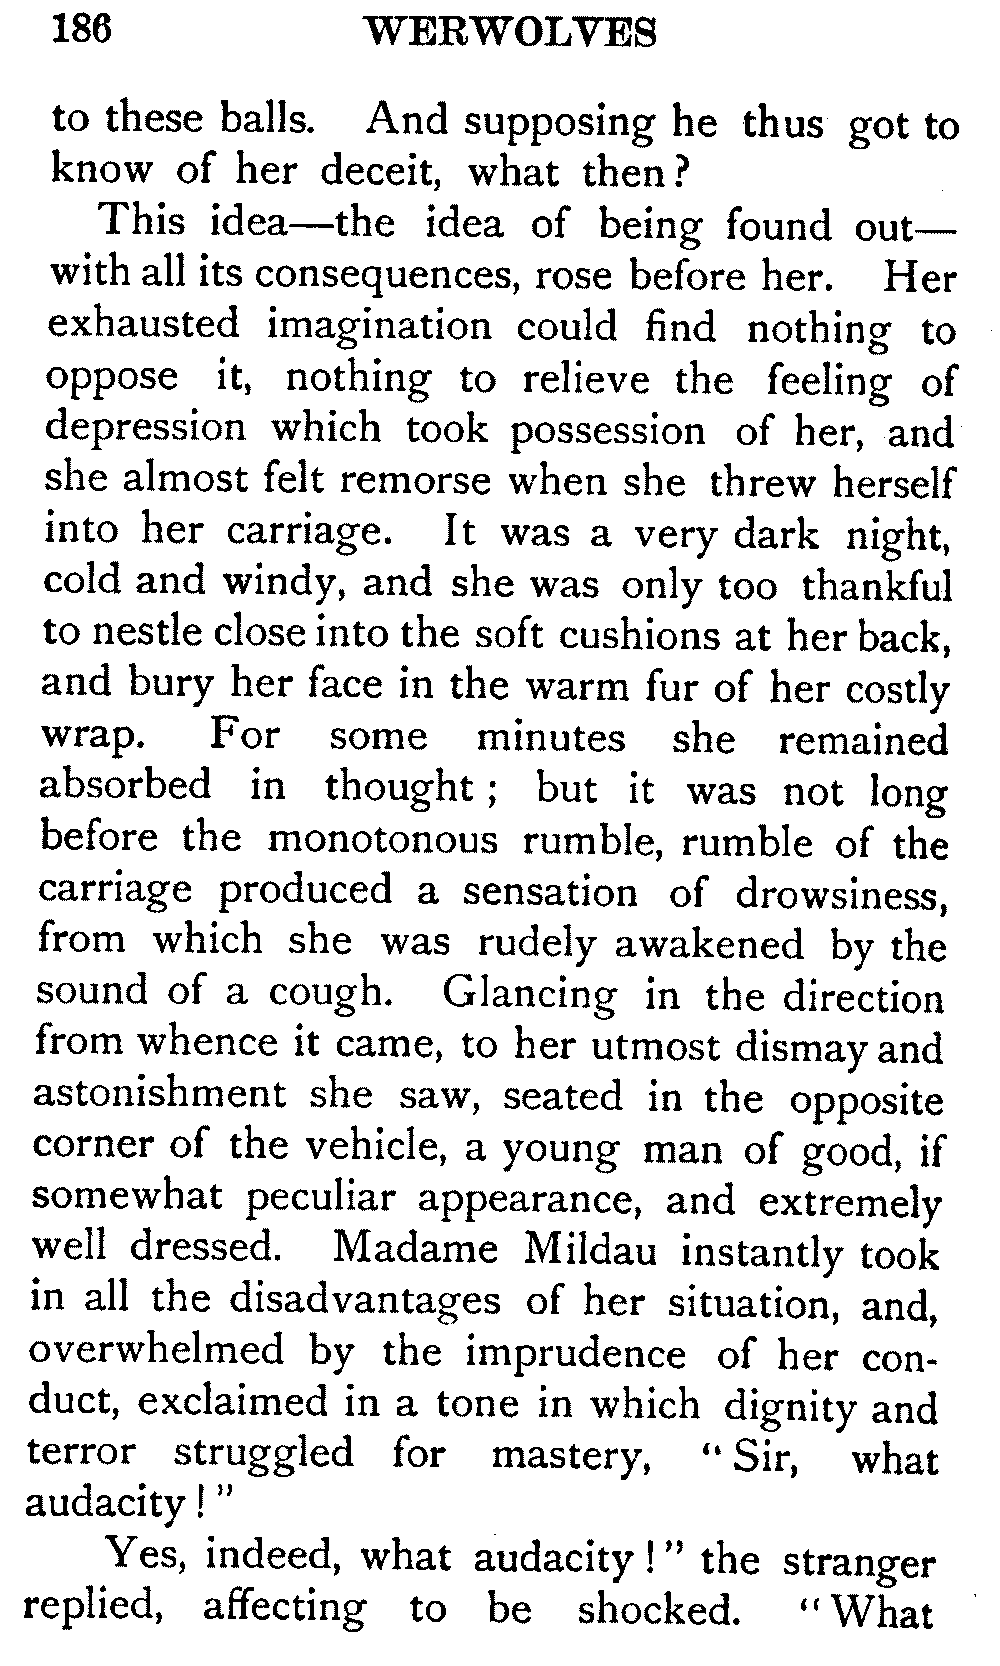 186 WERWOLVES
to these balls. And supposing he thus got to
know of her deceit, what then?
This idea—the idea of being found out—
with all its consequences, rose before her. Her
exhausted imagination could find nothing to
oppose it, nothing to relieve the feeling of
depression which took possession of her, and
she almost felt remorse when she threw herself
into her carriage. It was a very dark night,
cold and windy, and she was only too thankful
to nestle close into the soft cushions at her back,
and bury her face in the warm fur of her costly
wrap. For some minutes she remained
absorbed in thought; but it was not long
before the monotonous rumble, rumble of the
carriage produced a sensation of drowsiness,
from which she was rudely awakened by the
sound of a cough. Glancing in the direction
from whence it came, to her utmost dismay and
astonishment she saw, seated in the opposite
corner of the vehicle, a young man of good, if
somewhat peculiar appearance, and extremely
well dressed. Madame Mildau instantly took
in all the disadvantages of her situation, and,
overwhelmed by the imprudence of her con-
duct, exclaimed in a tone in which dignity and
terror struggled for mastery, “Sir, what
audacity!”
Yes, indeed, what audacity!” the stranger
replied, affecting to be shocked. “What